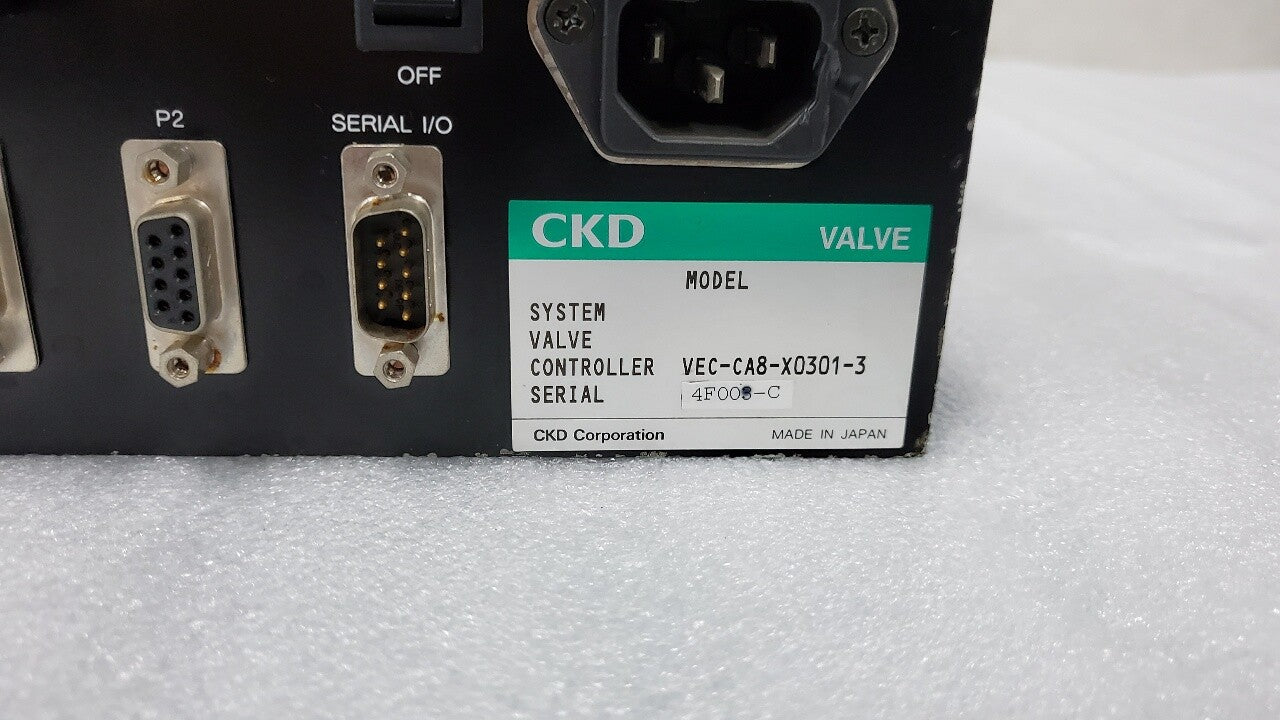 OFF
P2
SERIAL I/O
CKD VALVE
MODEL
SYSTEM
VALVE
CONTROLLER VEC-CA8-X0301-3
SERIAL
CKD Corporation MADE IN JAPAN